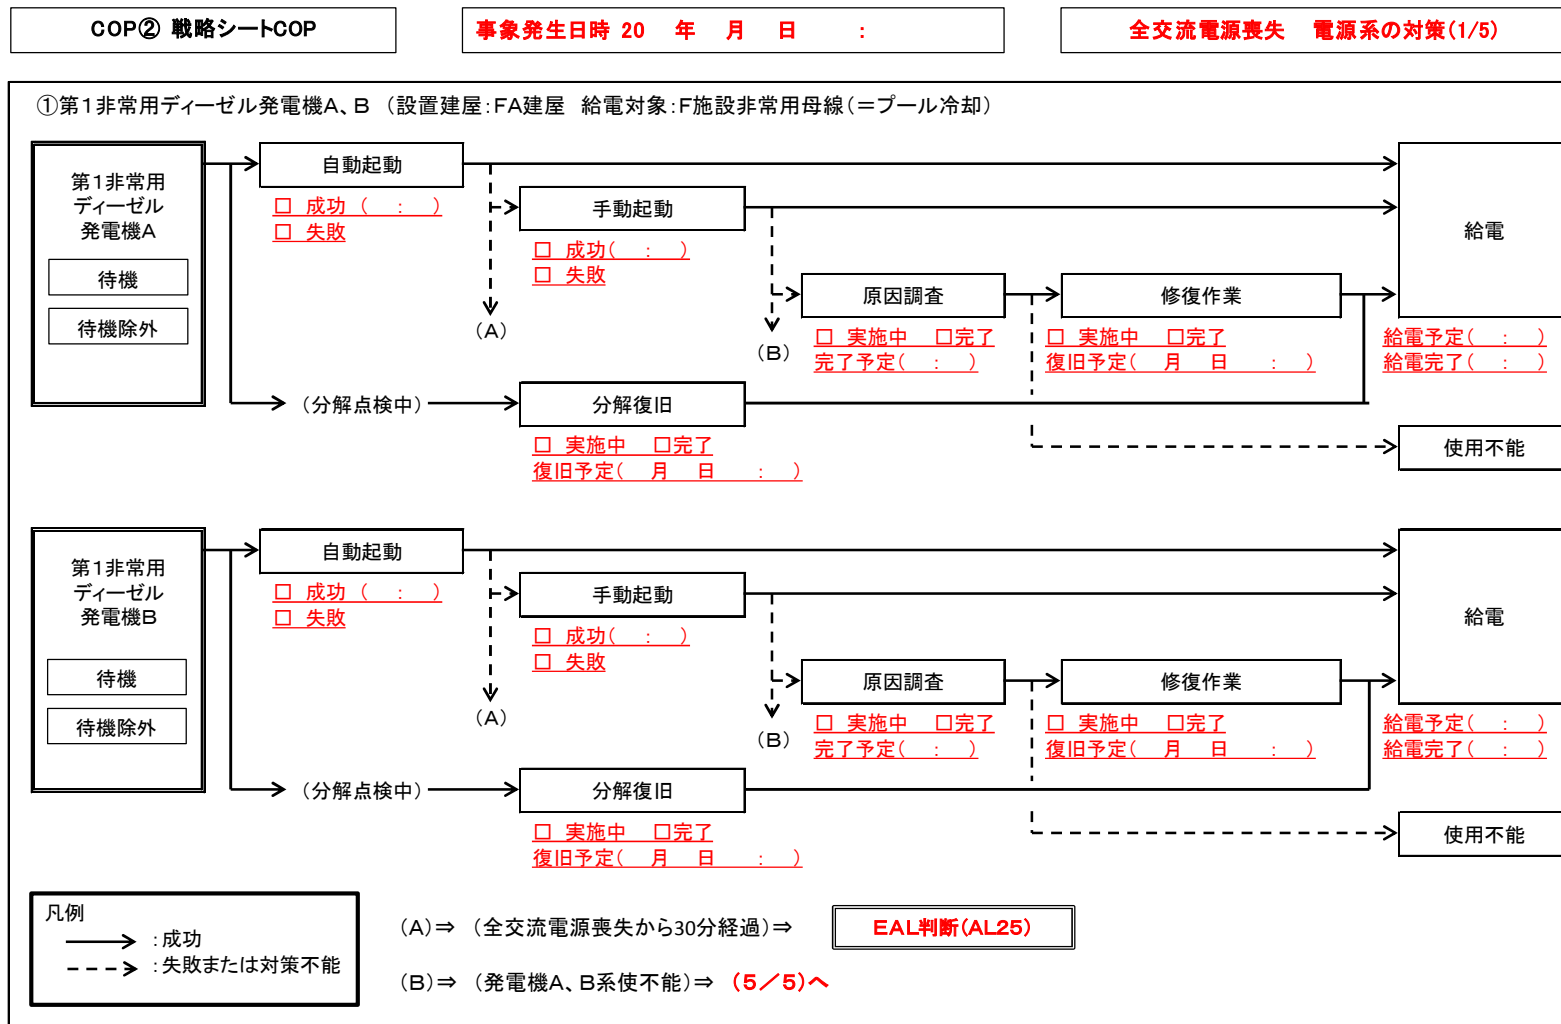 COP② 戦略シートCOP
事象発生日時 20 年 月 日 :
全交流電源喪失 電源系の対策(1/5)
①第1非常用ディーゼル発電機A、B （設置建屋:FA建屋 給電対象:F施設非常用母線(=プール冷却)
第1非常用
ディーゼル
発電機A
待機
待機除外
自動起動
□ 成功 ( : )
□ 失敗
(A)
手動起動
□ 成功( : )
□ 失敗
(B)
原因調査
□ 実施中 □完了
完了予定( : )
修復作業
□ 実施中 □完了
復旧予定( 月 日 : )
給電
給電予定( : )
給電完了( : )
(分解点検中)
分解復旧
□ 実施中 □完了
復旧予定( 月 日 : )
使用不能
第1非常用
ディーゼル
発電機B
待機
待機除外
自動起動
□ 成功 ( : )
□ 失敗
(A)
手動起動
□ 成功( : )
□ 失敗
(B)
原因調査
□ 実施中 □完了
完了予定( : )
修復作業
□ 実施中 □完了
復旧予定( 月 日 : )
給電
給電予定( : )
給電完了( : )
(分解点検中)
分解復旧
□ 実施中 □完了
復旧予定( 月 日 : )
使用不能
凡例
:成功
:失敗または対策不能
(A)⇒ (全交流電源喪失から30分経過)⇒ EAL判断(AL25)
(B)⇒ (発電機A、B系使不能)⇒ (5/5)へ